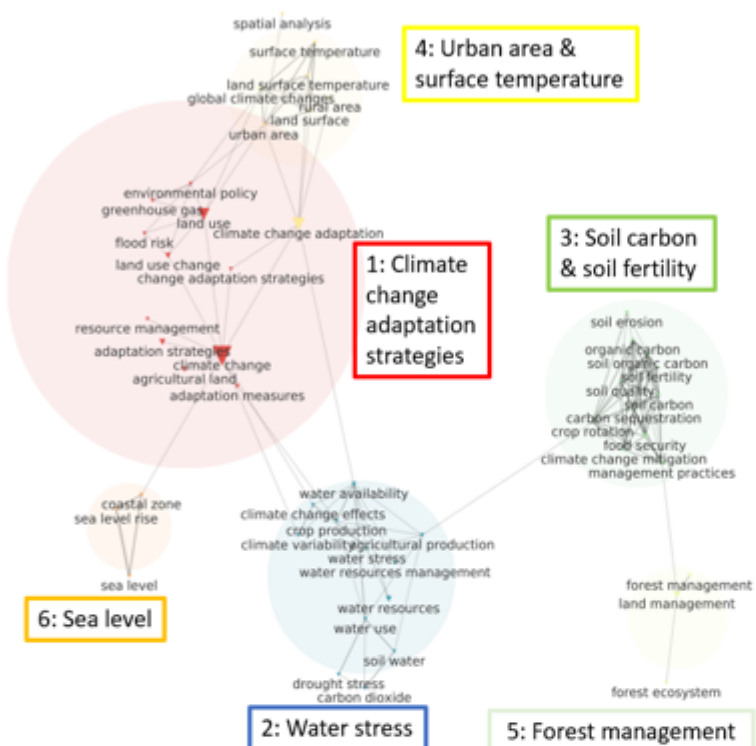 spatial analysis
surface temperature
land surface temperature
global climate changes
rural area
land surface
urban area
4: Urban area &
surface temperature
environmental policy
greenhouse gas
land use
climate change adaptation
flood risk
land use change
change adaptation strategies
1: Climate
change
adaptation
strategies
resource management
adaptation strategies
climate change
agricultural land
adaptation measures
3: Soil carbon
& soil fertility
soil erosion
organic carbon
soil organic carbon
soil fertility
soil quality
soil carbon
carbon sequestration
crop rotation
food security
climate change mitigation
management practices
coastal zone
sea level rise
sea level
6: Sea level
water availability
climate change effects
crop production
climate variability
agricultural production
water stress
water resources management
water resources
water use
soil water
drought stress
carbon dioxide
2: Water stress
forest management
land management
forest ecosystem
5: Forest management